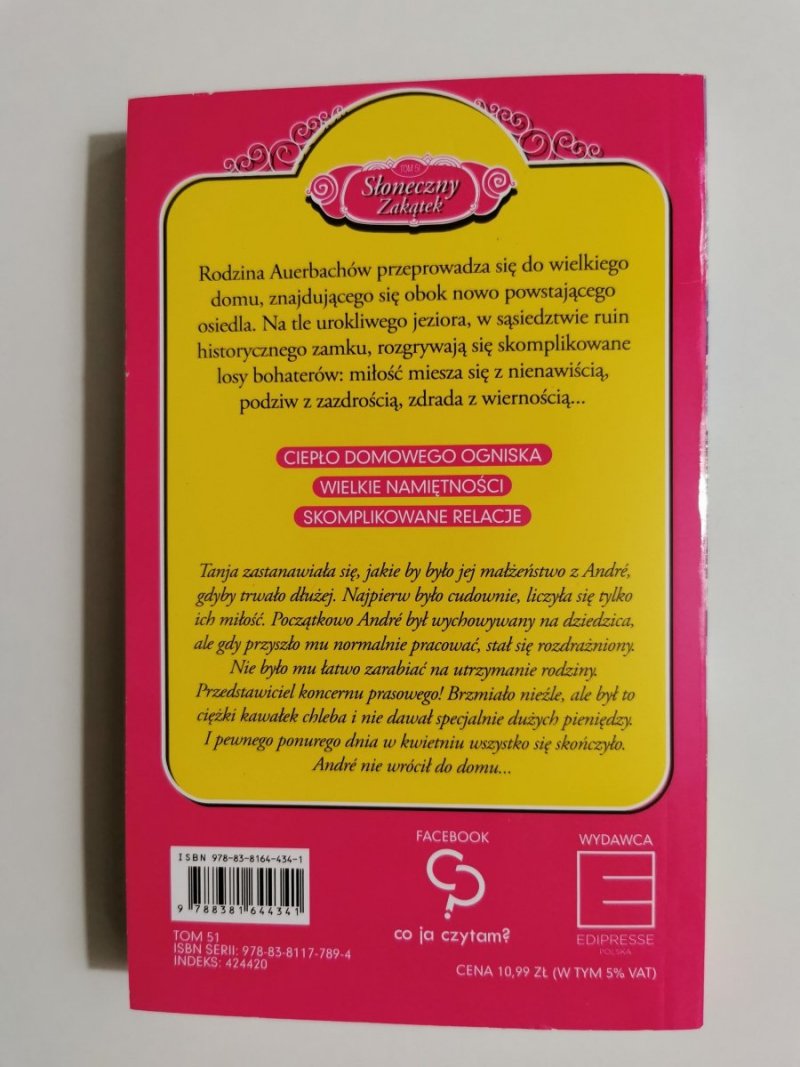 TOM 51
Słoneczny
Zakątek
Rodzina Auerbachów przeprowadza się do wielkiego
domu, znajdującego się obok nowo powstającego
osiedla. Na tle urokliwego jeziora, w sąsiedztwie ruin
historycznego zamku, rozgrywają się skomplikowane
losy bohaterów: miłość miesza się z nienawiścią,
podziw z zazdrością, zdrada z wiernością...
CIEPŁO DOMOWEGO OGNISKA
WIELKIE NAMIĘTNOŚCI
SKOMPLIKOWANE RELACJE
Tanja zastanawiała się, jakie by było jej małżeństwo z André,
gdyby trwało dłużej. Najpierw było cudownie, liczyła się tylko
ich miłość. Początkowo André był wychowywany na dziedzica,
ale gdy przyszło mu normalnie pracować, stał się rozdrażniony.
Nie było mu łatwo zarabiać na utrzymanie rodziny.
Przedstawiciel koncernu prasowego! Brzmiało nieźle, ale był to
ciężki kawałek chleba i nie dawał specjalnie dużych pieniędzy.
I pewnego ponurego dnia w kwietniu wszystko się skończyło.
André nie wrócił do domu...
ISBN 978-83-8164-434-1
9 788381 644341
TOM 51
ISBN SERII: 978-83-8117-789-4
INDEKS: 424420
FACEBOOK
co ja czytam?
WYDAWCA
EDIPRESSE
POLSKA
CENA 10,99 ZŁ (W TYM 5% VAT)